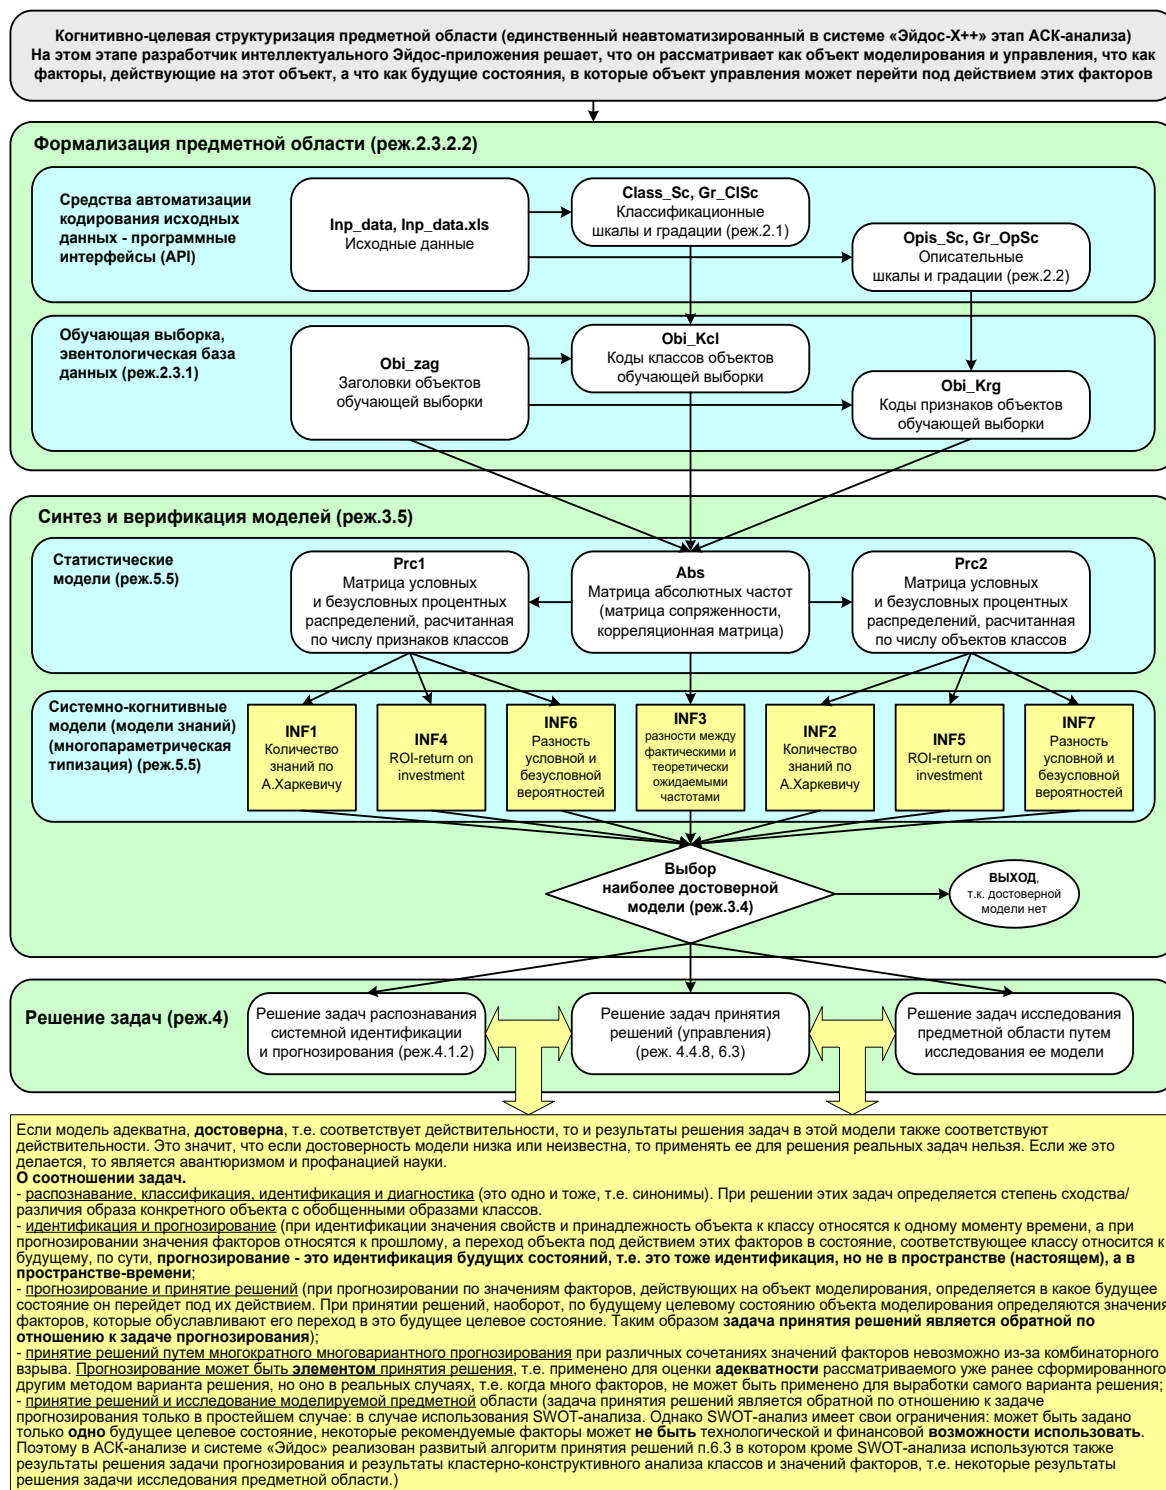 Когнитивно-целевая структуризация предметной области (единственный неавтоматизированный в системе «Эйдос-Х++» этап АСК-анализа)
На этом этапе разработчик интеллектуального Эйдос-приложения решает, что он рассматривает как объект моделирования и управления, что как
факторы, действующие на этот объект, а что как будущие состояния, в которые объект управления может перейти под действием этих факторов
Формализация предметной области (реж.2.3.2.2)
Средства автоматизации
кодирования исходных
данных - программные
интерфейсы (API)
Inp_data, Inp_data.xls
Исходные данные
Class_Sc, Gr_ClSc
Классификационные
шкалы и градации (реж.2.1)
Opis_Sc, Gr_OpSc
Описательные
шкалы и градации (реж.2.2)
Обучающая выборка,
эвентологическая база
данных (реж.2.3.1)
Obi_zag
Заголовки объектов
обучающей выборки
Obi_Kcl
Коды классов объектов
обучающей выборки
Obi_Krg
Коды признаков объектов
обучающей выборки
Синтез и верификация моделей (реж.3.5)
Статистические
модели (реж.5.5)
Prc1
Матрица условных
и безусловных процентных
распределений, расчитанная
по числу признаков классов
Abs
Матрица абсолютных частот
(матрица сопряженности,
корреляционная матрица)
Prc2
Матрица условных
и безусловных процентных
распределений, расчитанная
по числу объектов классов
Системно-когнитивные
модели (модели знаний)
(многопараметрическая
типизация) (реж.5.5)
INF1
Количество
знаний по
А.Харкевичу
INF4
ROI-return on
investment
INF6
Разность
условной и
безусловной
вероятностей
INF3
разности между
фактическими и
теоретически
ожидаемыми
частотами
INF2
Количество
знаний по
А.Харкевичу
INF5
ROI-return on
investment
INF7
Разность
условной и
безусловной
вероятностей
Выбор
наиболее достоверной
модели (реж.3.4)
ВЫХОД,
т.к. достоверной
модели нет
Решение задач (реж.4)
Решение задач распознавания
системной идентификации
и прогнозирования (реж.4.1.2)
Решение задач принятия
решений (управления)
(реж. 4.4.8, 6.3)
Решение задач исследования
предметной области путем
исследования ее модели
Если модель адекватна, достоверна, т.е. соответствует действительности, то и результаты решения задач в этой модели также соответствуют
действительности. Это значит, что если достоверность модели низка или неизвестна, то применять ее для решения реальных задач нельзя. Если же это
делается, то является авантюризмом и профанацией науки.
О соотношении задач.
- распознавание, классификация, идентификация и диагностика (это одно и тоже, т.е. синонимы). При решении этих задач определяется степень сходства/
различия образа конкретного объекта с обобщенными образами классов.
- идентификация и прогнозирование (при идентификации значения свойств и принадлежность объекта к классу относятся к одному моменту времени, а при
прогнозировании значения факторов относятся к прошлому, а переход объекта под действием этих факторов в состояние, соответствующее классу относится к
будущему, по сути, прогнозирование - это идентификация будущих состояний, т.е. это тоже идентификация, но не в пространстве (настоящем), а в
пространстве-времени;
- прогнозирование и принятие решений (при прогнозировании по значениям факторов, действующих на объект моделирования, определяется в какое будущее
состояние он перейдет под их действием. При принятии решений, наоборот, по будущему целевому состоянию объекта моделирования определяются значения
факторов, которые обуславливают его переход в это будущее целевое состояние. Таким образом задача принятия решений является обратной по
отношению к задаче прогнозирования);
- принятие решений путем многократного многовариантного прогнозирования при различных сочетаниях значений факторов невозможно из-за комбинаторного
взрыва. Прогнозирование может быть элементом принятия решения, т.е. применено для оценки адекватности рассматриваемого уже ранее сформированного
другим методом варианта решения, но оно в реальных случаях, т.е. когда много факторов, не может быть применено для выработки самого варианта решения;
- принятие решений и исследование моделируемой предметной области (задача принятия решений является обратной по отношению к задаче
прогнозирования только в простейшем случае: в случае использования SWOT-анализа. Однако SWOT-анализ имеет свои ограничения: может быть задано
только одно будущее целевое состояние, некоторые рекомендуемые факторы может не быть технологической и финансовой возможности использовать.
Поэтому в АСК-анализе и системе «Эйдос» реализован развитый алгоритм принятия решений п.6.3 в котором кроме SWOT-анализа используются также
результаты решения задачи прогнозирования и результаты кластерно-конструктивного анализа классов и значений факторов, т.е. некоторые результаты
решения задачи исследования предметной области.)